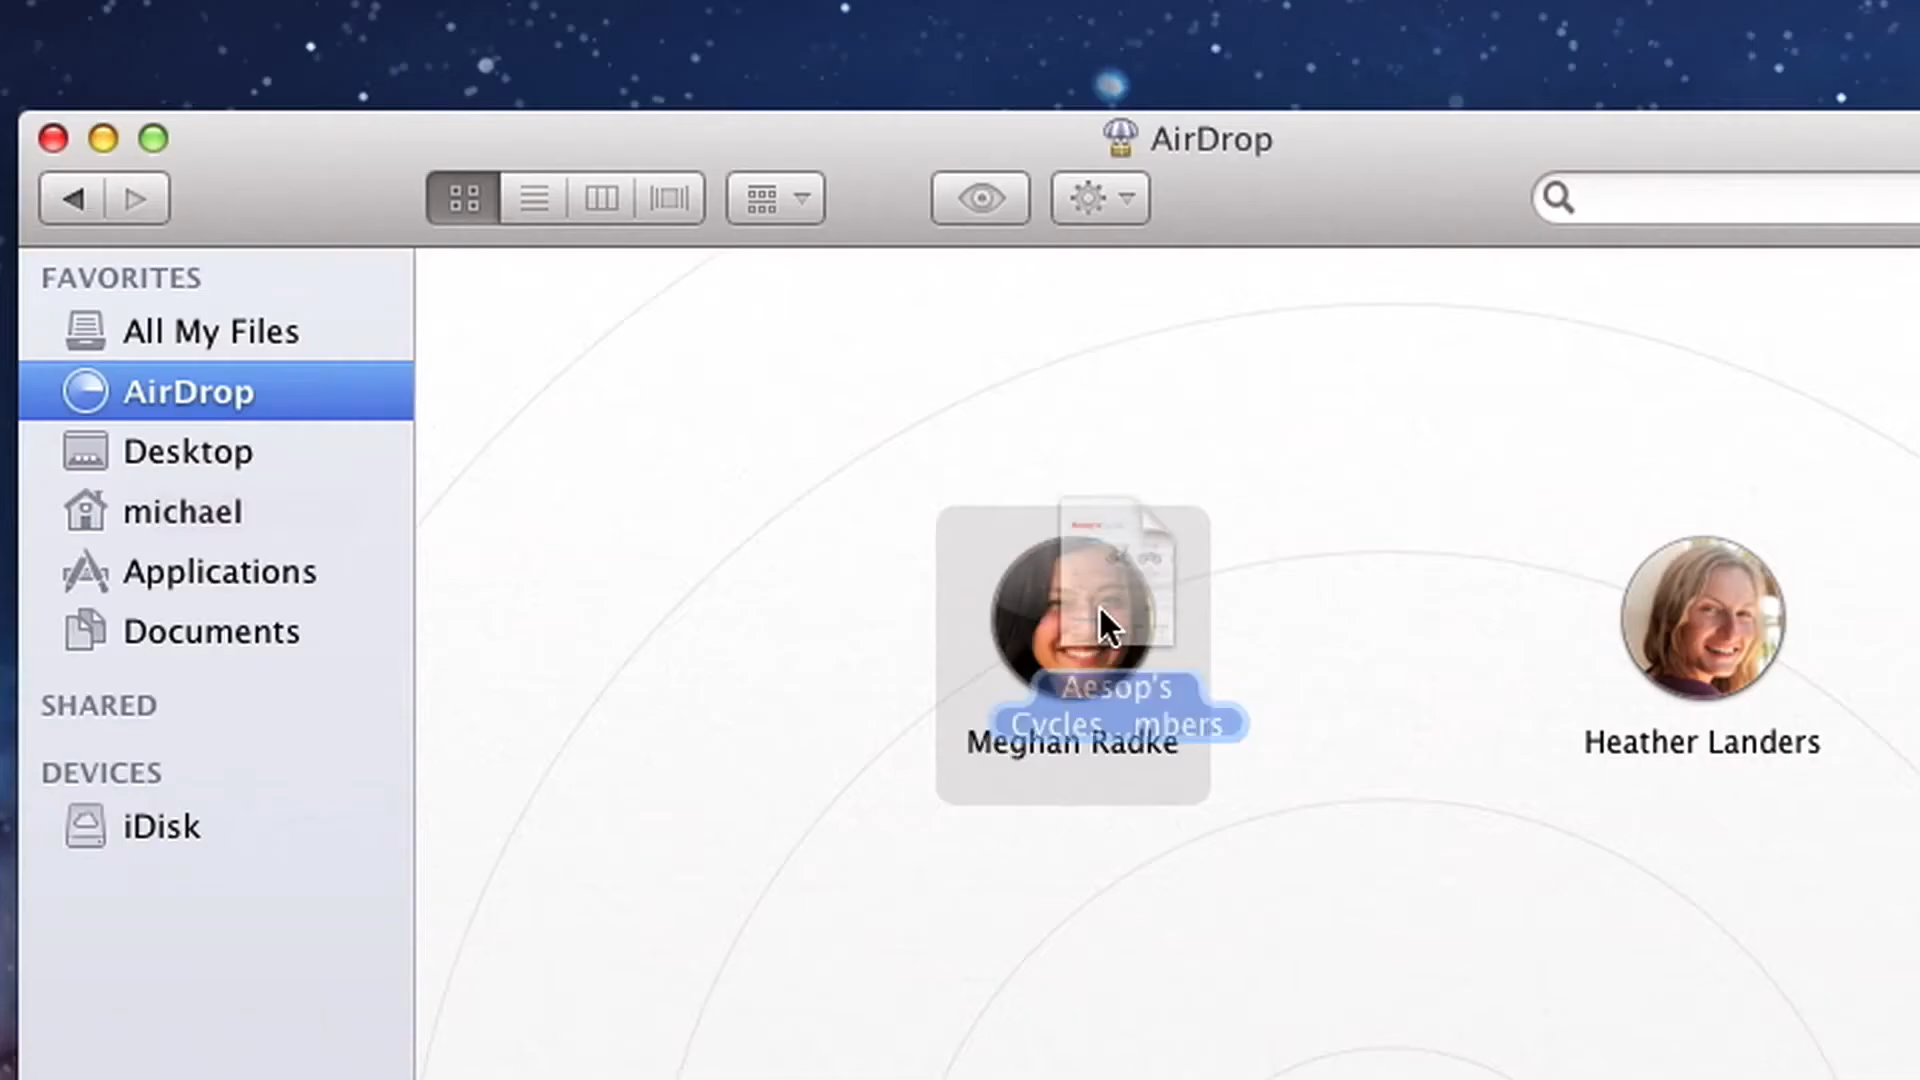 AirDrop
FAVORITES
All My Files
AirDrop
Desktop
michael
Applications
Documents
SHARED
DEVICES
iDisk
Aesop's
Cycles...mbers
Meghan Radke
Heather Landers